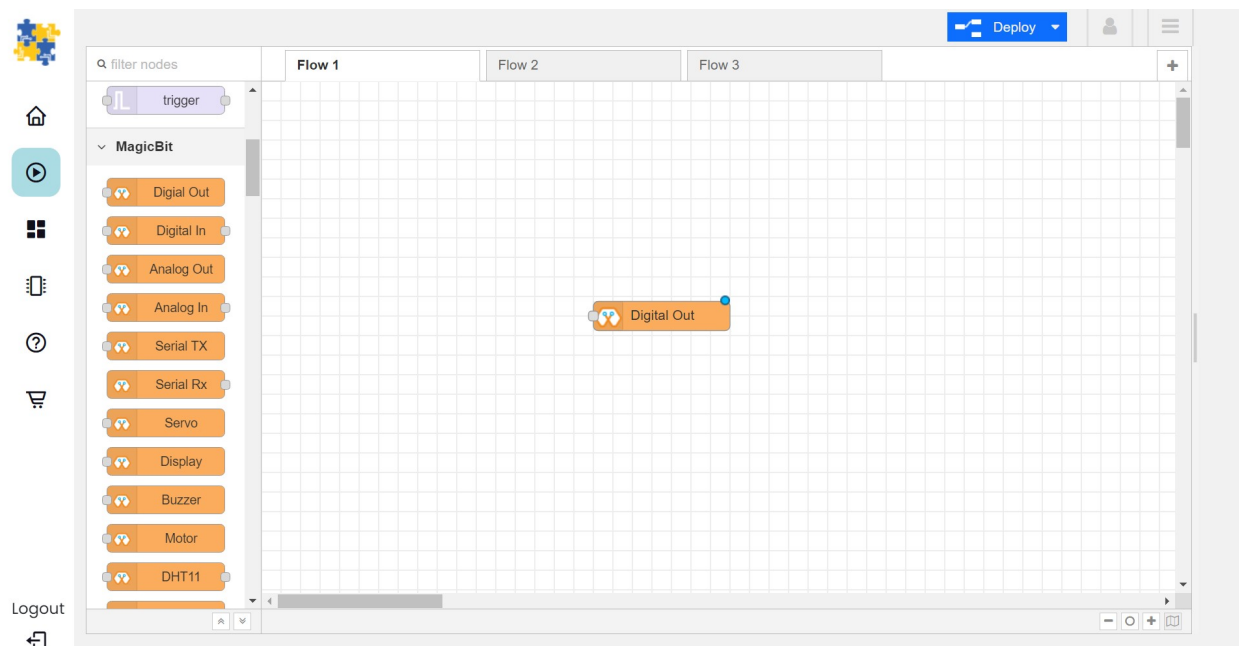 Deploy
filter nodes
Flow 1
Flow 2
Flow 3
trigger
MagicBit
Digial Out
Digital In
Analog Out
Analog In
Serial TX
Serial Rx
Servo
Display
Buzzer
Motor
DHT11
Digital Out
Logout